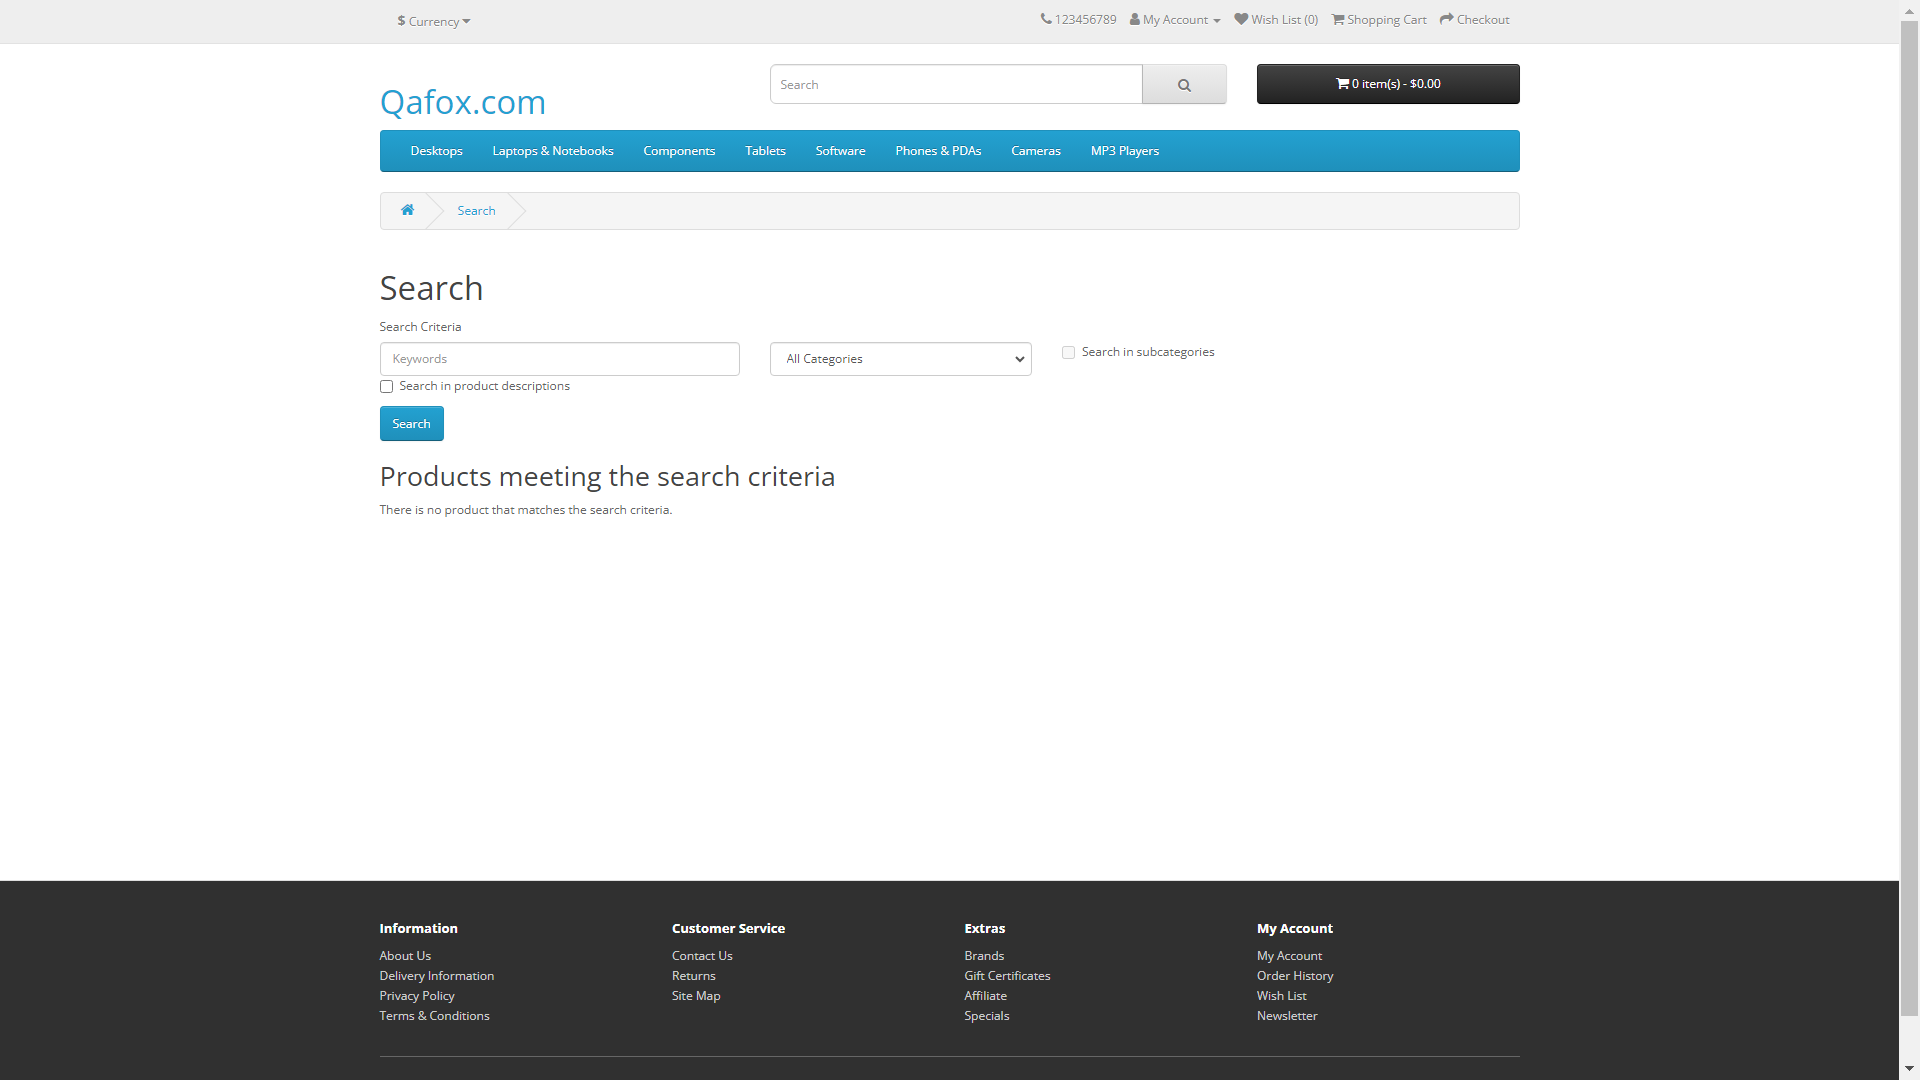 $ Currency
123456789 My Account Wish List (0) Shopping Cart Checkout
Qafox.com
Search
0 item(s) - $0.00
Desktops Laptops & Notebooks Components Tablets Software Phones & PDAs Cameras MP3 Players
Search
Search
Search Criteria
Keywords
All Categories
Search in subcategories
Search in product descriptions
Search
Products meeting the search criteria
There is no product that matches the search criteria.
Information
About Us
Delivery Information
Privacy Policy
Terms & Conditions
Customer Service
Contact Us
Returns
Site Map
Extras
Brands
Gift Certificates
Affiliate
Specials
My Account
My Account
Order History
Wish List
Newsletter